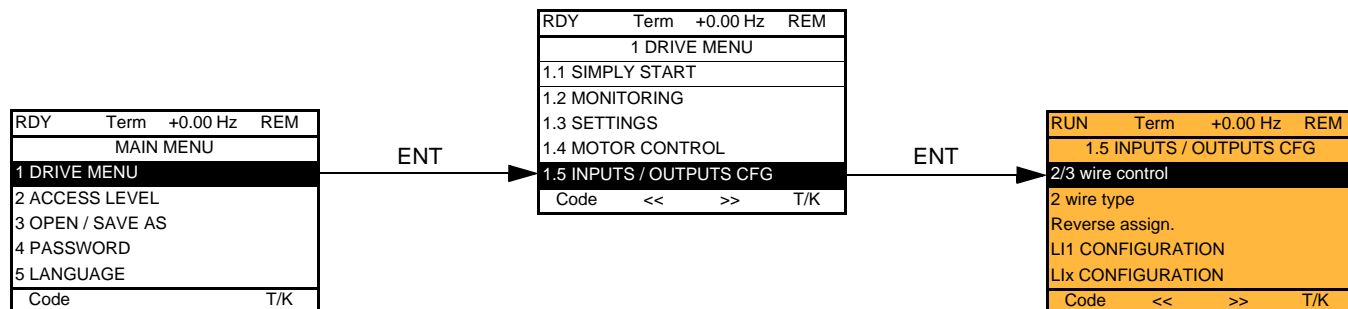 RDY Term +0.00 Hz REM
MAIN MENU
1 DRIVE MENU
2 ACCESS LEVEL
3 OPEN / SAVE AS
4 PASSWORD
5 LANGUAGE
Code T/K
ENT
RDY Term +0.00 Hz REM
1 DRIVE MENU
1.1 SIMPLY START
1.2 MONITORING
1.3 SETTINGS
1.4 MOTOR CONTROL
1.5 INPUTS / OUTPUTS CFG
Code << >> T/K
ENT
RUN Term +0.00 Hz REM
1.5 INPUTS / OUTPUTS CFG
2/3 wire control
2 wire type
Reverse assign.
LI1 CONFIGURATION
LIx CONFIGURATION
Code << >> T/K